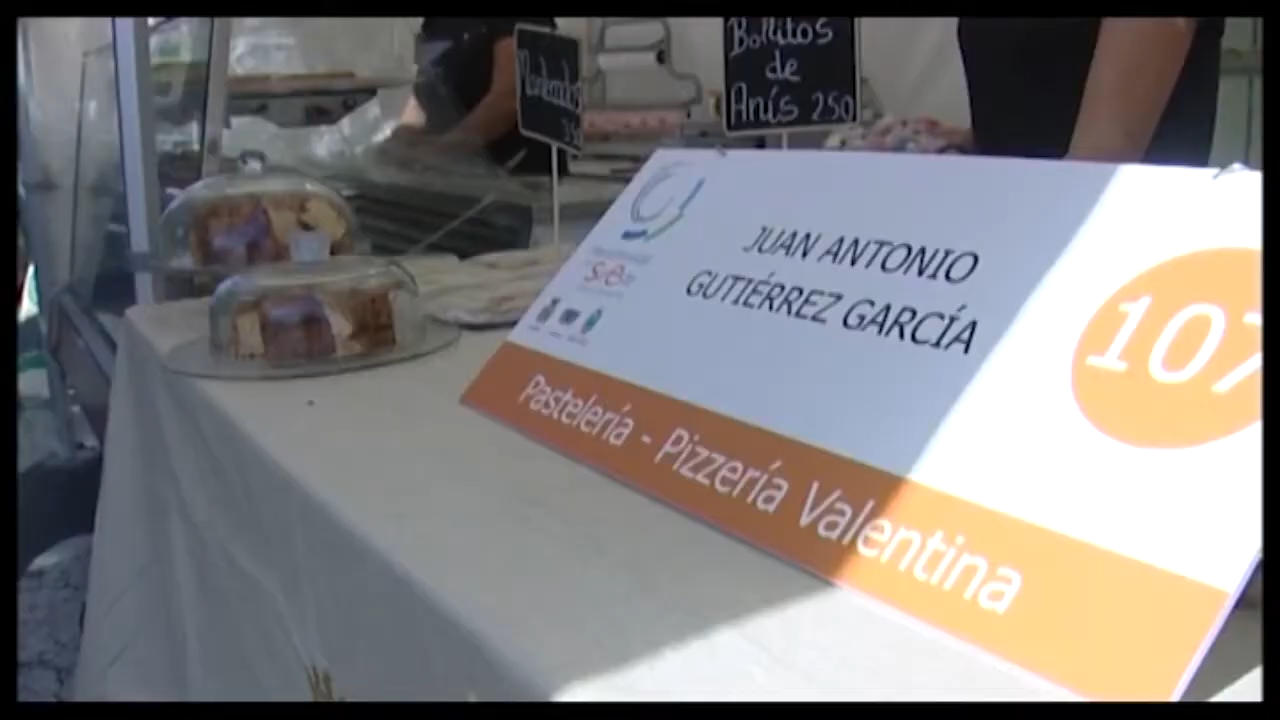 Bollitos
de
Anís 250
JUAN ANTONIO
GUTIÉRREZ GARCÍA
107
Pastelería - Pizzería Valentina